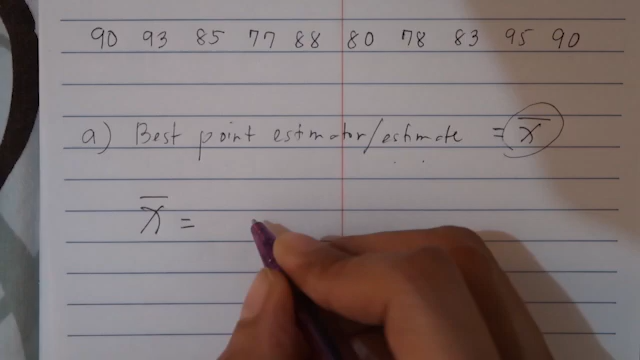 90 93 85 77 88 80 78 83 95 90
a) Best point estimator/estimate = x̄
x̄ =